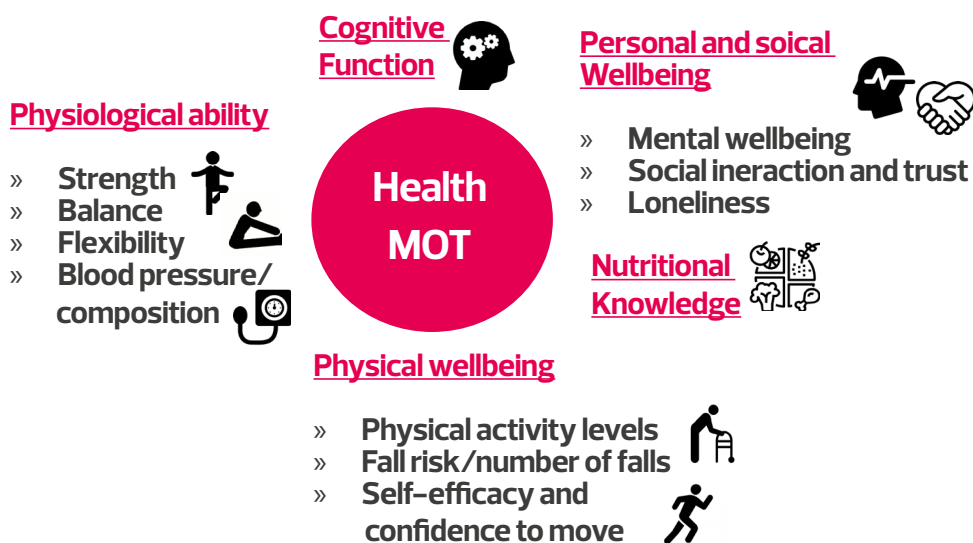 Cognitive
Function
Personal and soical
Wellbeing
» Mental wellbeing
» Social ineraction and trust
» Loneliness
Physiological ability
» Strength
» Balance
» Flexibility
» Blood pressure/
composition
Health
MOT
Nutritional
Knowledge
Physical wellbeing
» Physical activity levels
» Fall risk/number of falls
» Self-efficacy and
confidence to move